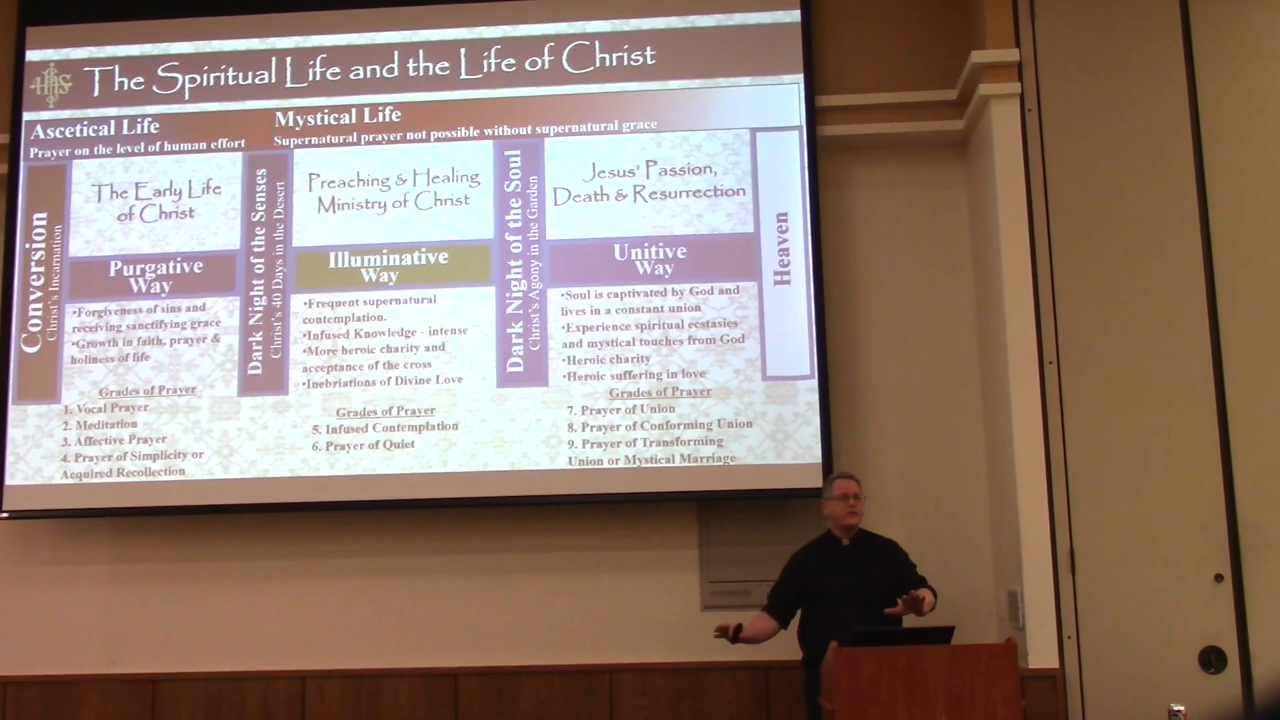 IHS
The Spiritual Life and the Life of Christ
Ascetical Life
Prayer on the level of human effort
Mystical Life
Supernatural prayer not possible without supernatural grace
Conversion
Christ's Incarnation
The Early Life
of Christ
Purgative
Way
•Forgiveness of sins and
receiving sanctifying grace
•Growth in faith, prayer &
holiness of life
Grades of Prayer
1. Vocal Prayer
2. Meditation
3. Affective Prayer
4. Prayer of Simplicity or
Acquired Recollection
Dark Night of the Senses
Christ's 40 Days in the Desert
Preaching & Healing
Ministry of Christ
Illuminative
Way
•Frequent supernatural
contemplation.
•Infused Knowledge - intense
•More heroic charity and
acceptance of the cross
•Inebriations of Divine Love
Grades of Prayer
5. Infused Contemplation
6. Prayer of Quiet
Dark Night of the Soul
Christ's Agony in the Garden
Jesus' Passion,
Death & Resurrection
Unitive
Way
•Soul is captivated by God and
lives in a constant union
•Experience spiritual ecstasies
and mystical touches from God
•Heroic charity
•Heroic suffering in love
Grades of Prayer
7. Prayer of Union
8. Prayer of Conforming Union
9. Prayer of Transforming
Union or Mystical Marriage
Heaven